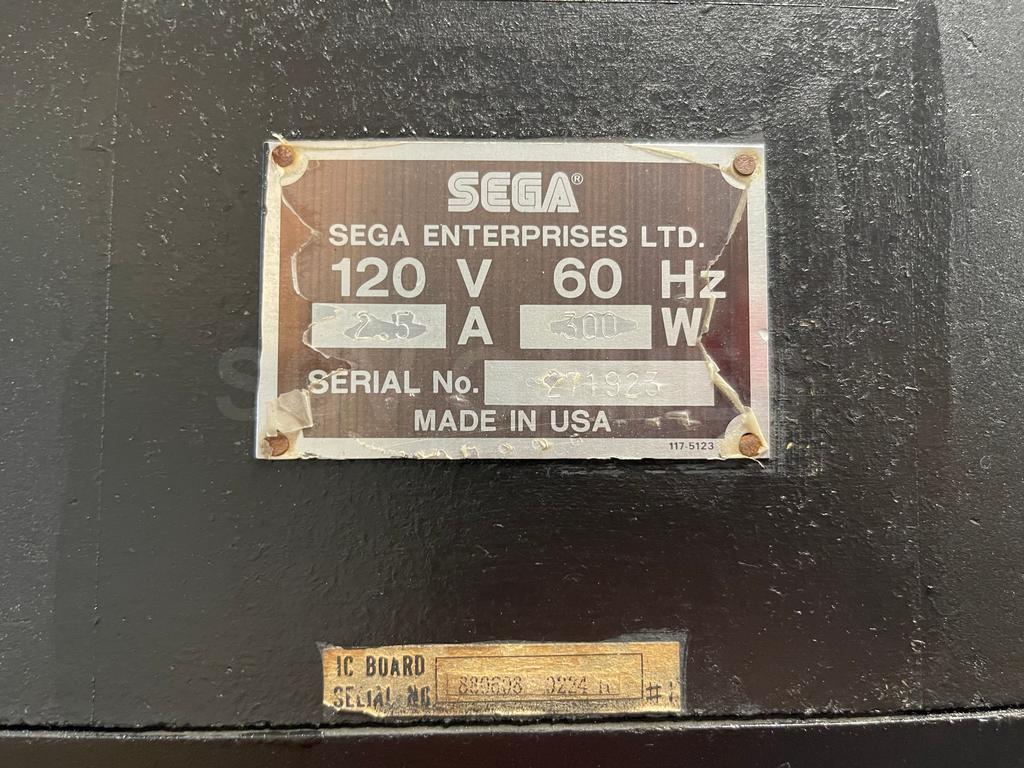 SEGA®
SEGA ENTERPRISES LTD.
120 V 60 Hz
2.5 A 300 W
SERIAL No. 271923
MADE IN USA
117-5123
IC BOARD
SERIAL NO #1